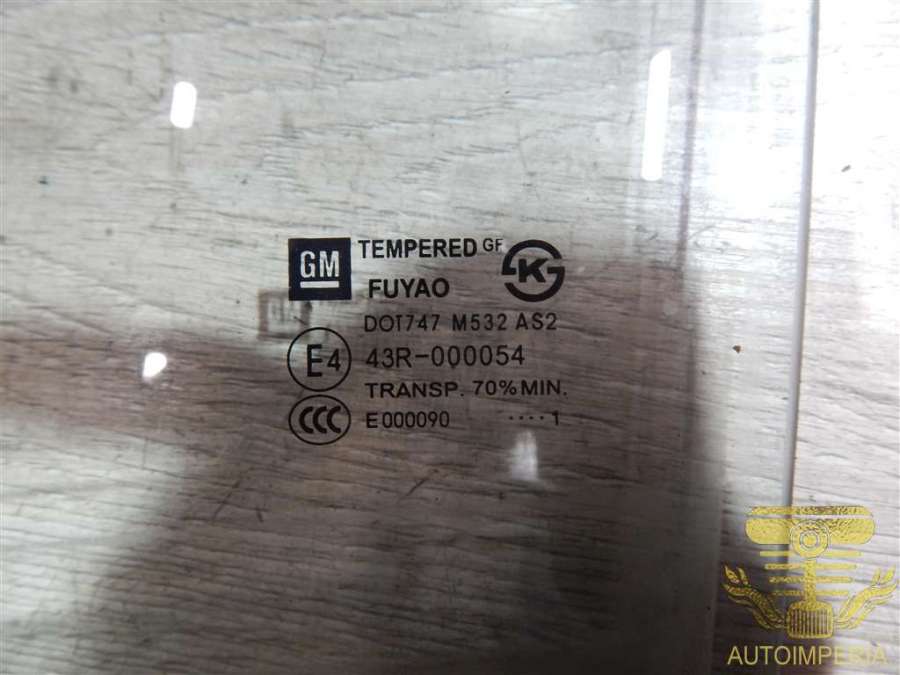 GM TEMPERED GF
FUYAO
DOT747 M532 AS2
E4 43R-000054
TRANSP. 70% MIN.
CCC E000090 ····1
AUTOIMPERIA